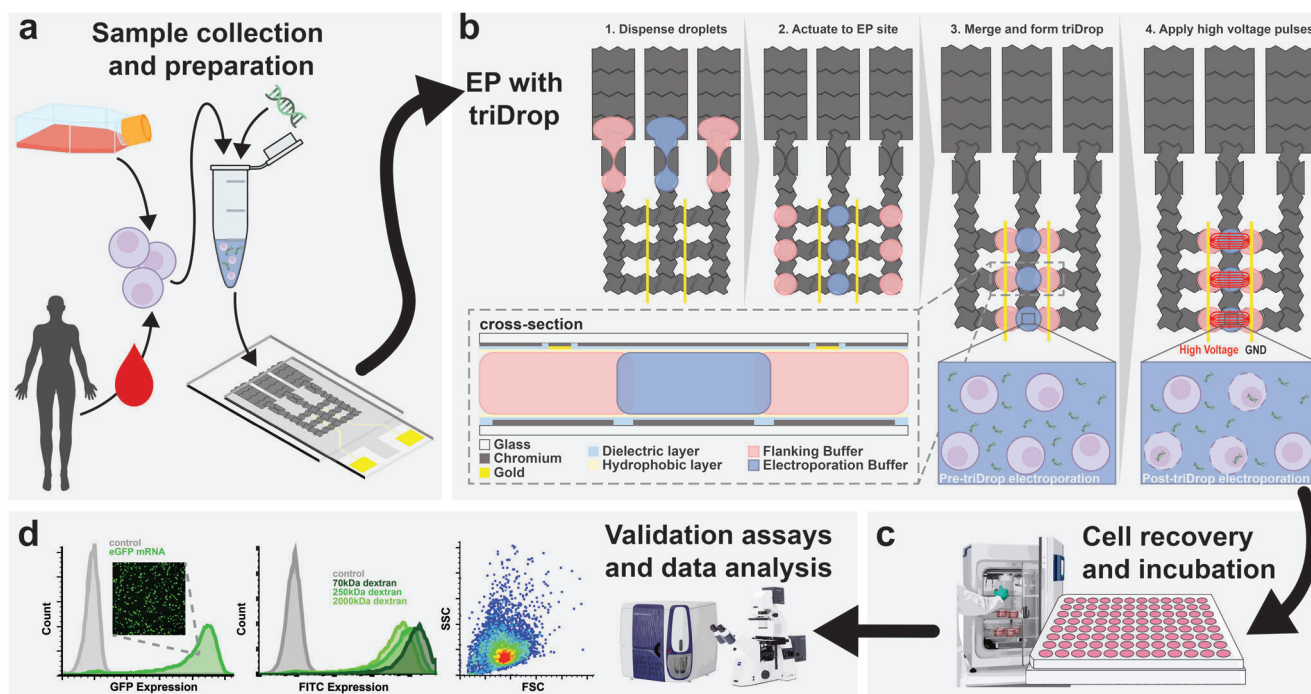 a
Sample collection
and preparation
b
EP with
triDrop
1. Dispense droplets
2. Actuate to EP site
3. Merge and form triDrop
4. Apply high voltage pulses
cross-section
Glass
Chromium
Gold
Dielectric layer
Hydrophobic layer
Flanking Buffer
Electroporation Buffer
High Voltage
GND
Pre-triDrop electroporation
Post-triDrop electroporation
c
Cell recovery
and incubation
d
Validation assays
and data analysis
control
eGFP mRNA
Count
GFP Expression
control
70kDa dextran
250kDa dextran
2000kDa dextran
Count
FITC Expression
SSC
FSC